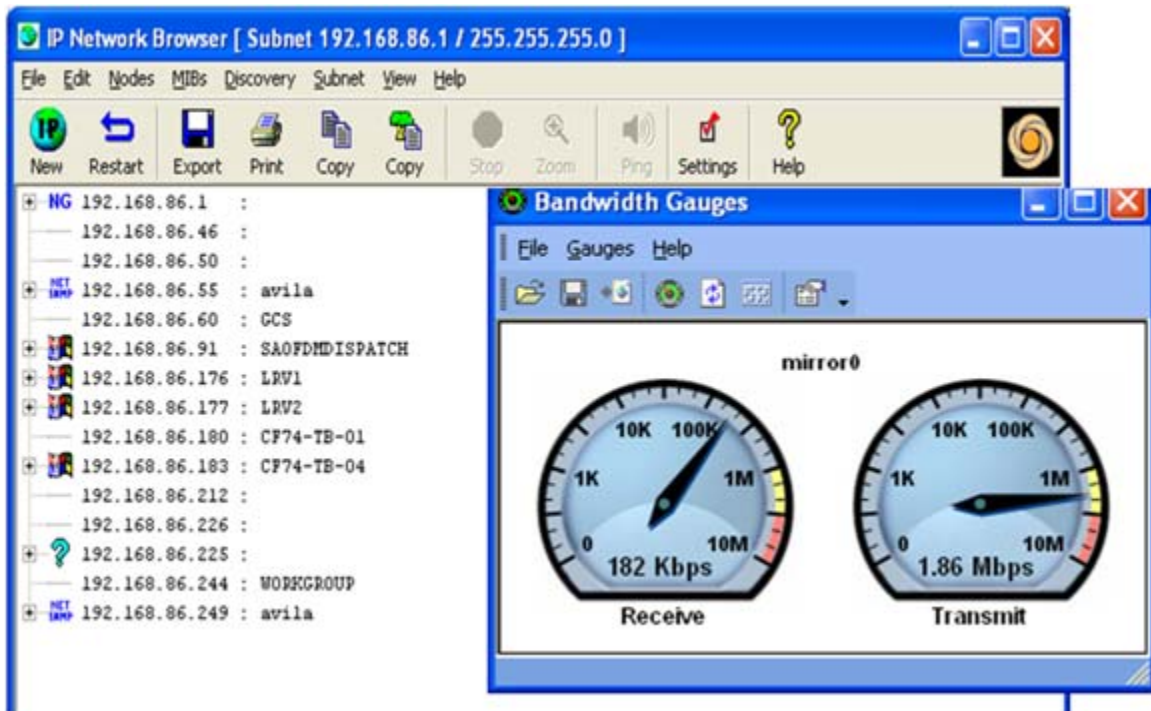 IP Network Browser [ Subnet 192.168.86.1 / 255.255.255.0 ]
File Edit Nodes MIBs Discovery Subnet View Help
IP
New Restart Export Print Copy Copy Stop Zoom Ping Settings Help
NG 192.168.86.1 :
192.168.86.46 :
192.168.86.50 :
NET SNMP 192.168.86.55 : avila
192.168.86.60 : GCS
192.168.86.91 : SAOFDMDISPATCH
192.168.86.176 : LRV1
192.168.86.177 : LRV2
192.168.86.180 : CF74-TB-01
192.168.86.183 : CF74-TB-04
192.168.86.212 :
192.168.86.226 :
? 192.168.86.225 :
192.168.86.244 : WORKGROUP
NET SNMP 192.168.86.249 : avila
Bandwidth Gauges
File Gauges Help
mirror0
0 1K 10K 100K 1M 10M
182 Kbps
Receive
0 1K 10K 100K 1M 10M
1.86 Mbps
Transmit